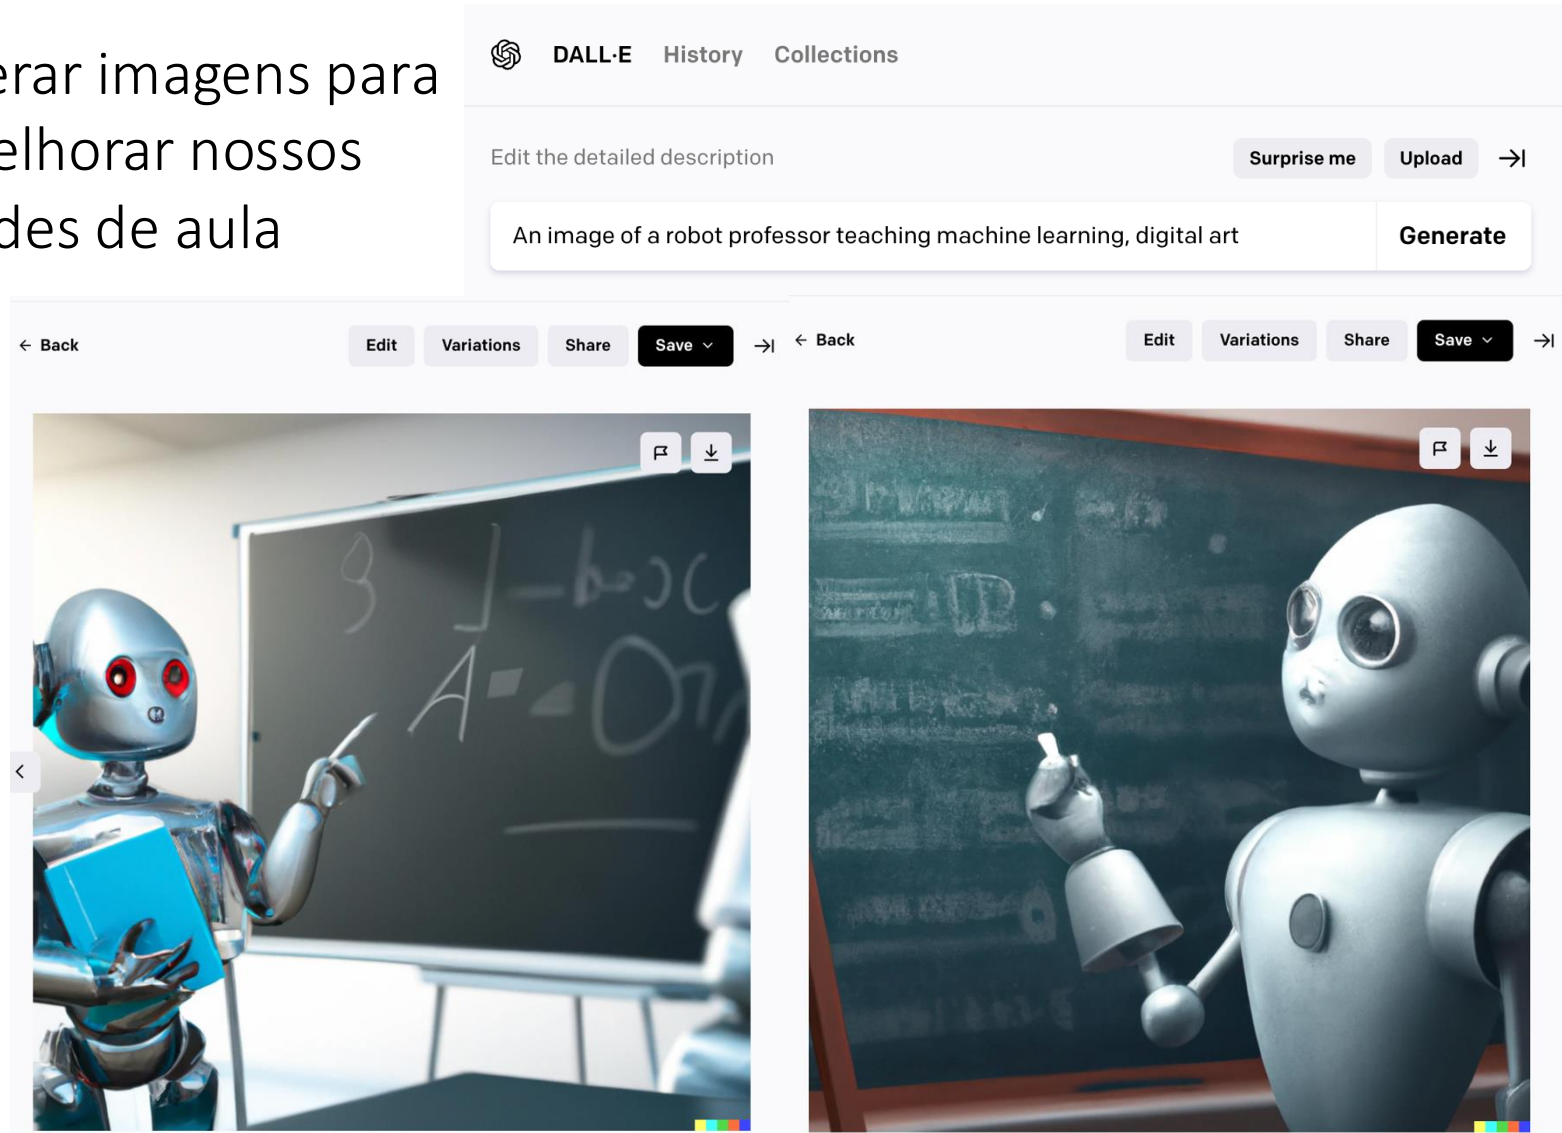 erar imagens para
elhorar nossos
des de aula
DALL·E History Collections
Edit the detailed description
Surprise me Upload
An image of a robot professor teaching machine learning, digital art
Generate
← Back Edit Variations Share Save
← Back Edit Variations Share Save